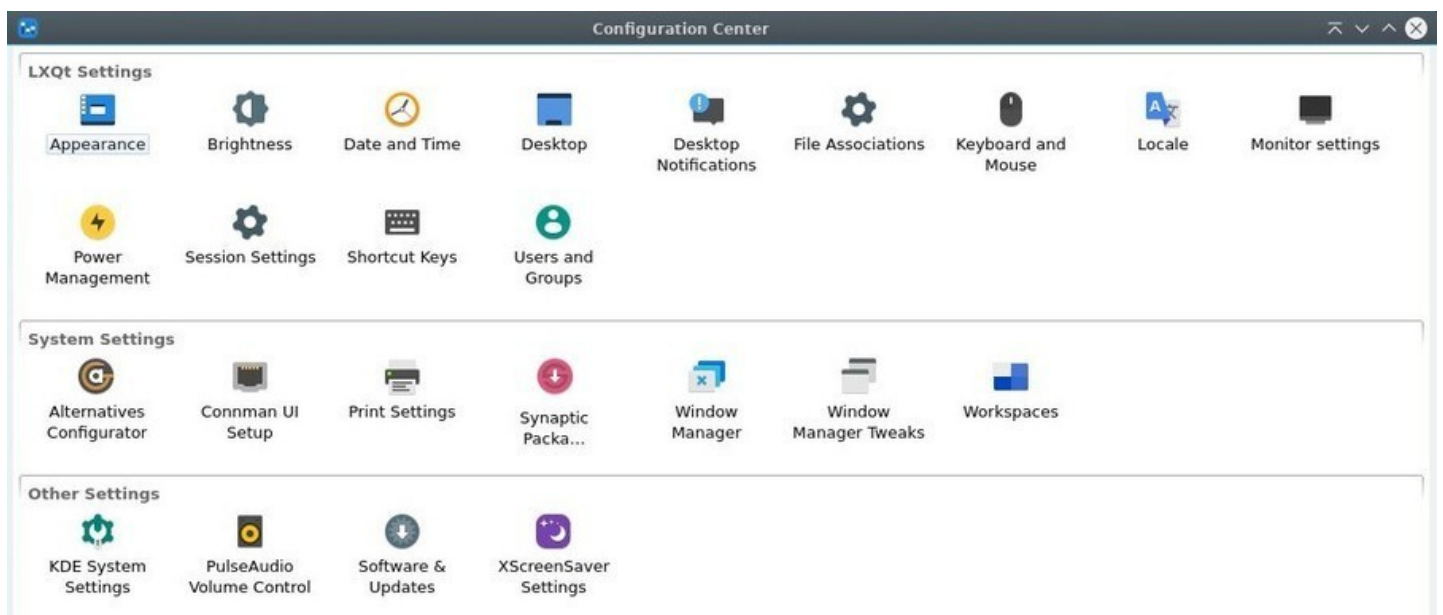 Configuration Center
LXQt Settings
Appearance
Brightness
Date and Time
Desktop
Desktop
Notifications
File Associations
Keyboard and
Mouse
Locale
Monitor settings
Power
Management
Session Settings
Shortcut Keys
Users and
Groups
System Settings
Alternatives
Configurator
Connman UI
Setup
Print Settings
Synaptic
Packa...
Window
Manager
Window
Manager Tweaks
Workspaces
Other Settings
KDE System
Settings
PulseAudio
Volume Control
Software &
Updates
XScreenSaver
Settings